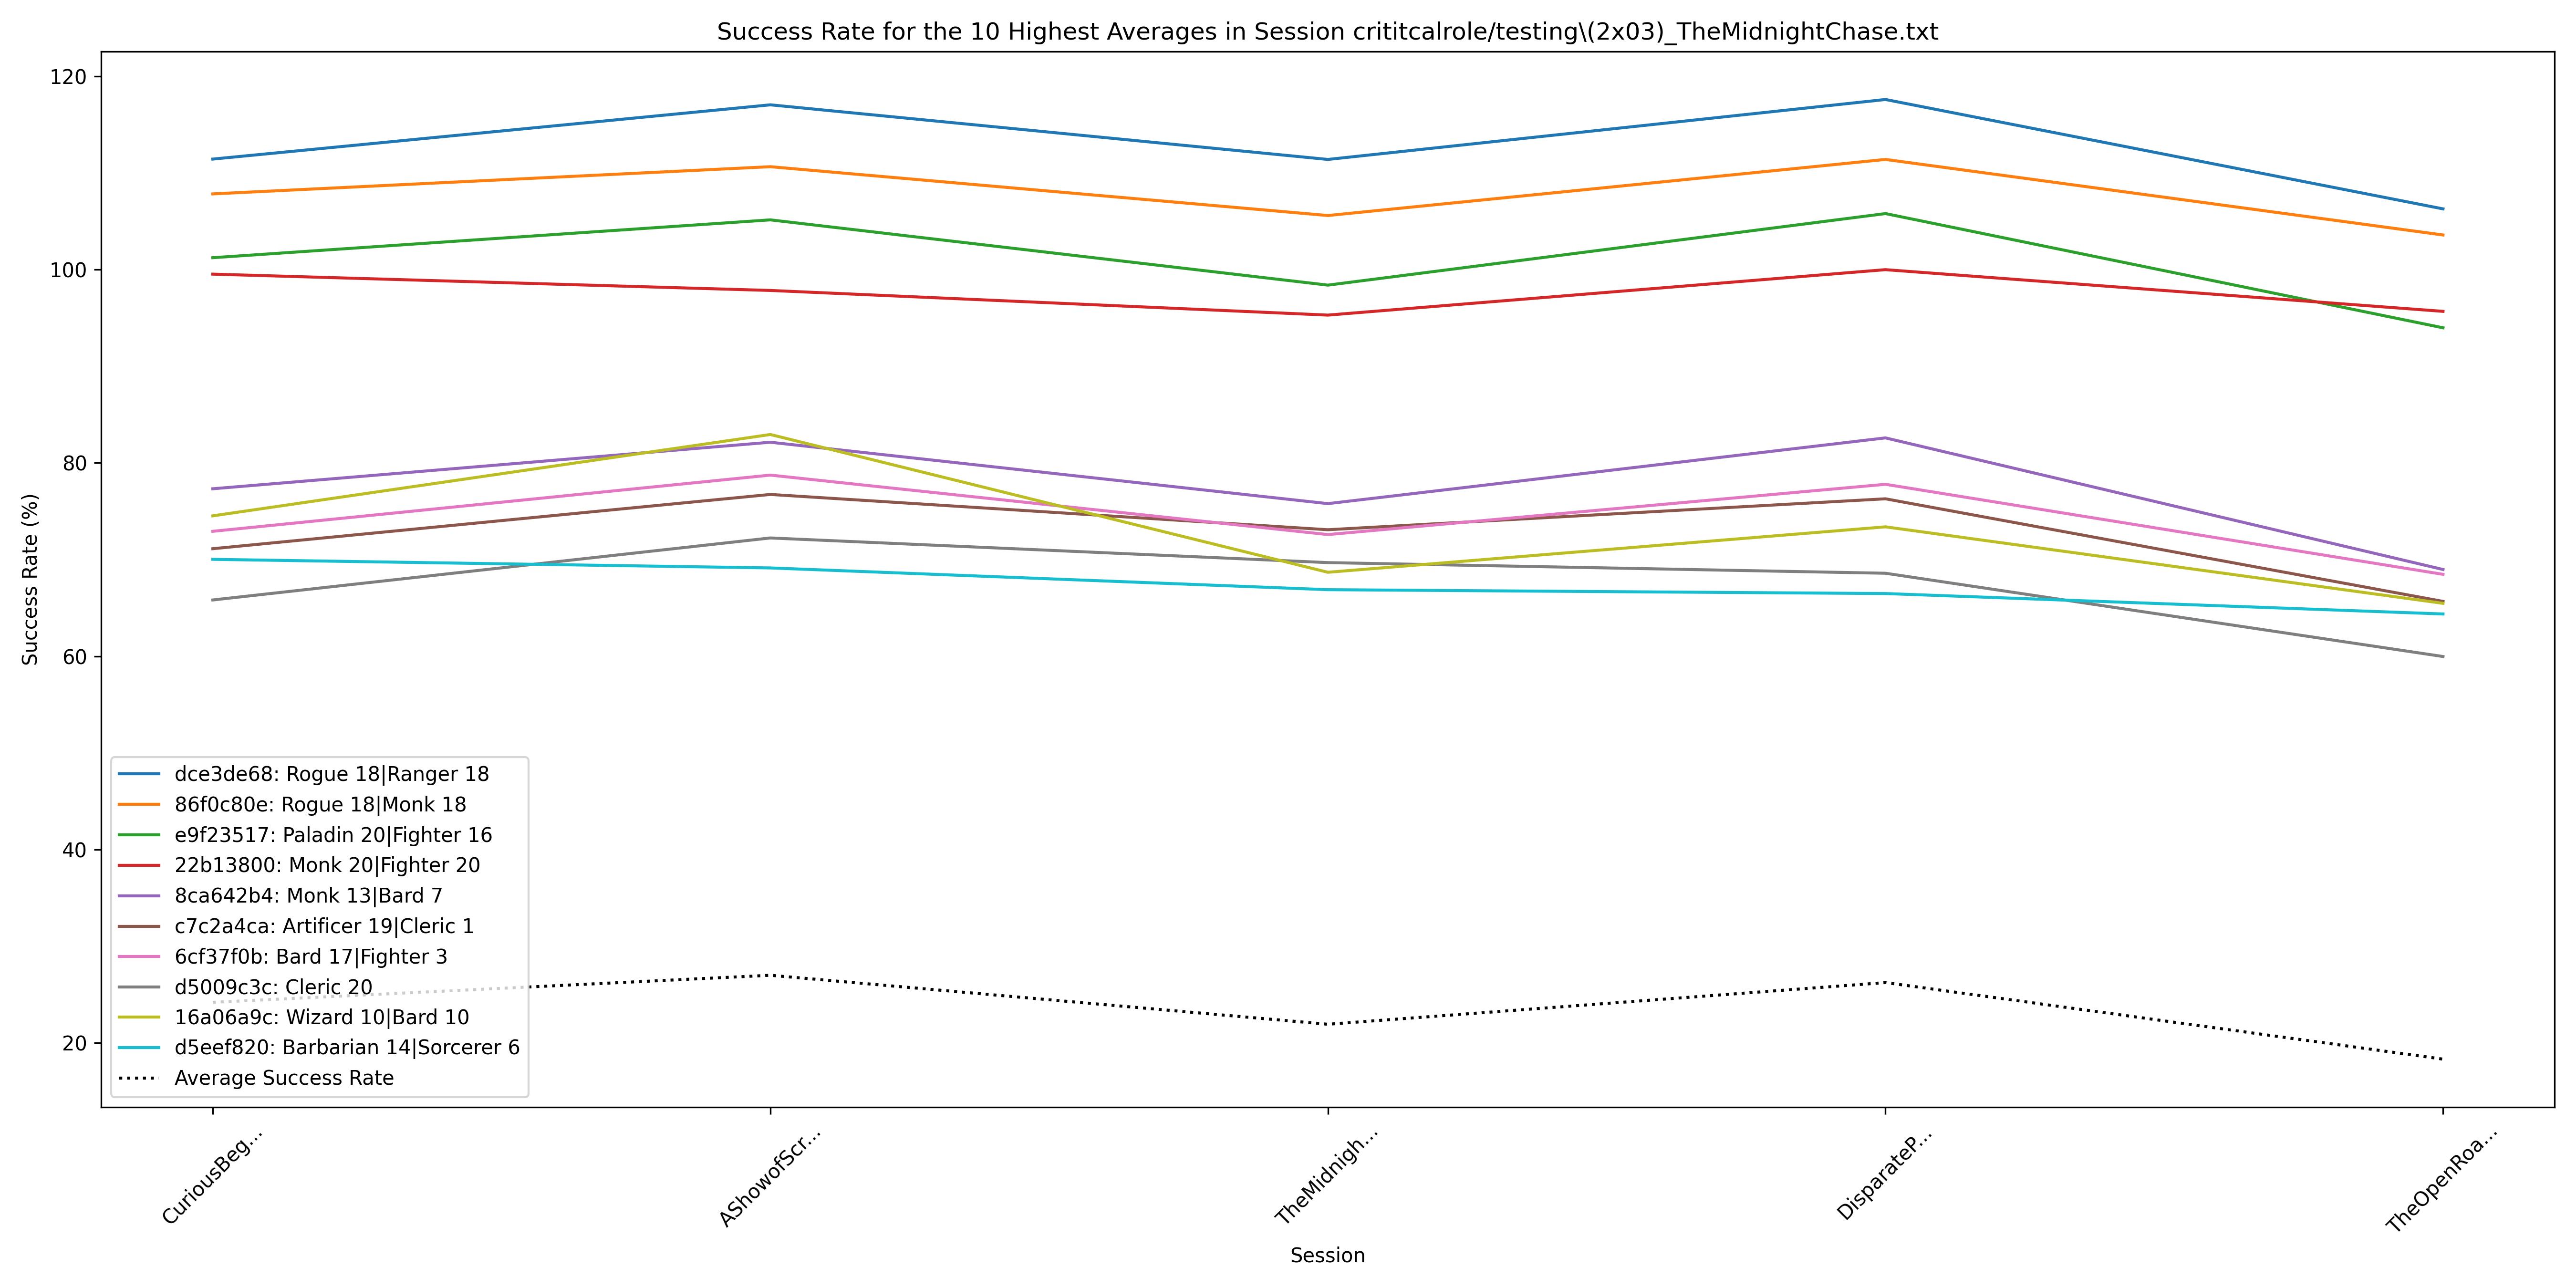 Success Rate for the 10 Highest Averages in Session crititcalrole/testing\(2x03)_TheMidnightChase.txt
120
100
80
60
40
20
Success Rate (%)
dce3de68: Rogue 18|Ranger 18
86f0c80e: Rogue 18|Monk 18
e9f23517: Paladin 20|Fighter 16
22b13800: Monk 20|Fighter 20
8ca642b4: Monk 13|Bard 7
c7c2a4ca: Artificer 19|Cleric 1
6cf37f0b: Bard 17|Fighter 3
d5009c3c: Cleric 20
16a06a9c: Wizard 10|Bard 10
d5eef820: Barbarian 14|Sorcerer 6
Average Success Rate
CuriousBeg...
AShowofScr...
TheMidnigh...
DisparateP...
TheOpenRoa...
Session